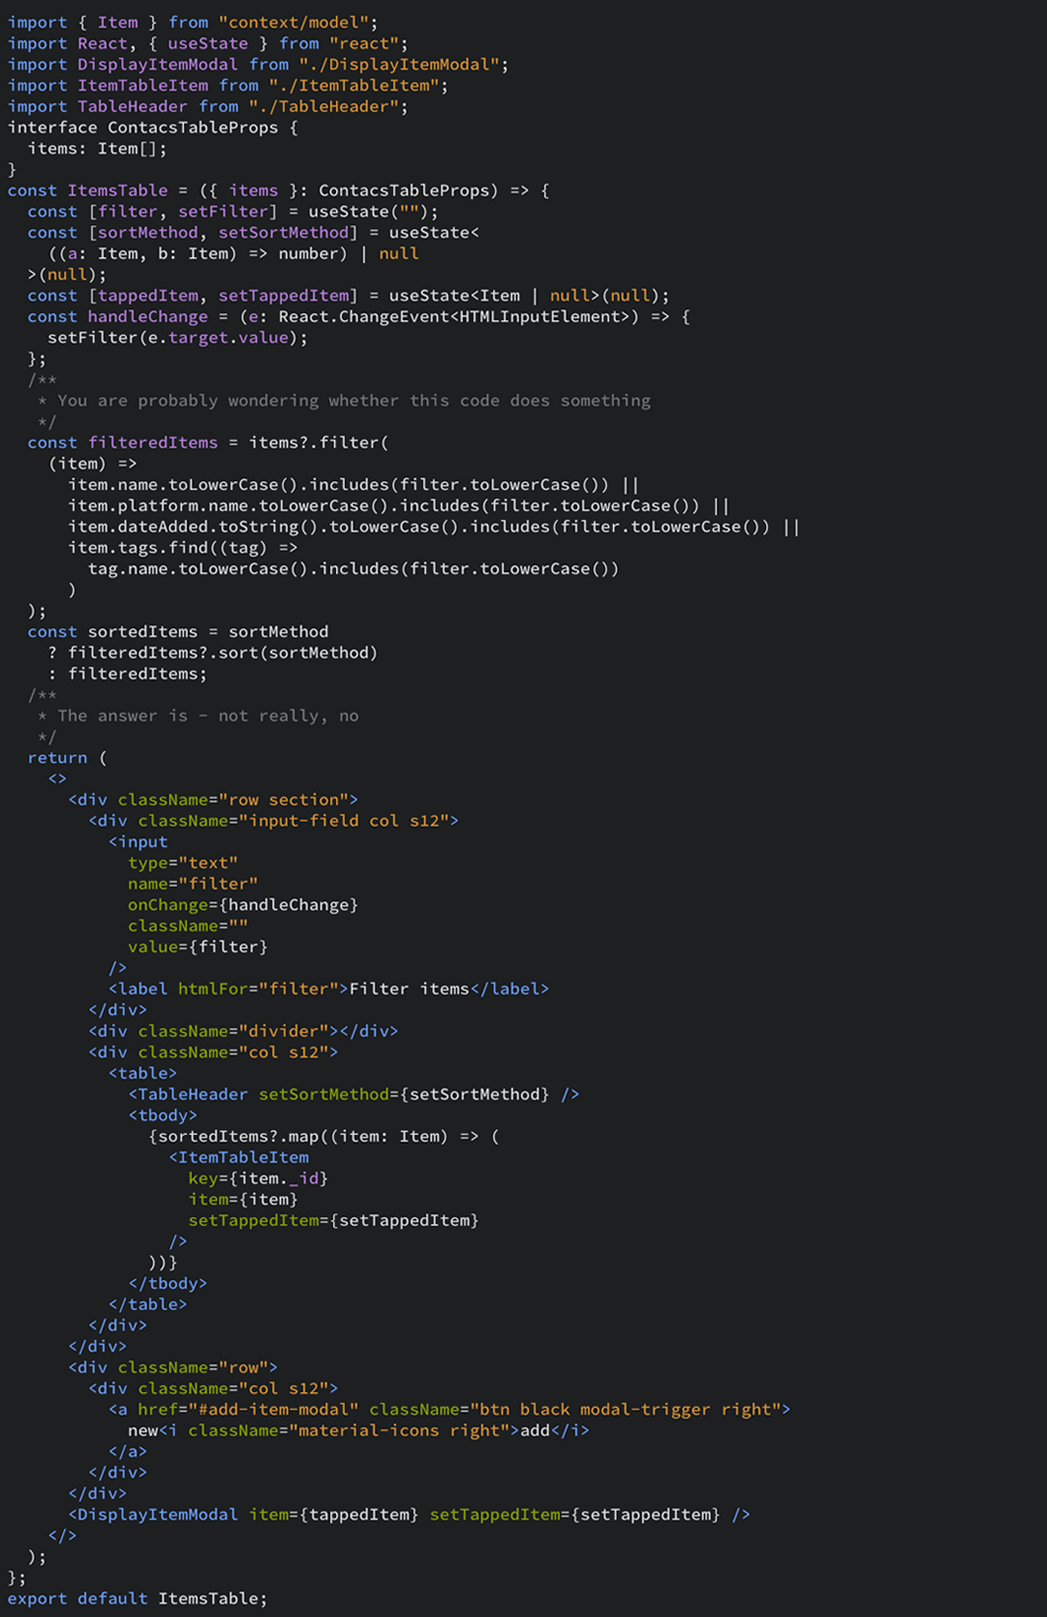 import { Item } from "context/model";
import React, { useState } from "react";
import DisplayItemModal from "./DisplayItemModal";
import ItemTableItem from "./ItemTableItem";
import TableHeader from "./TableHeader";
interface ContacsTableProps {
  items: Item[];
}
const ItemsTable = ({ items }: ContacsTableProps) => {
  const [filter, setFilter] = useState("");
  const [sortMethod, setSortMethod] = useState<
    ((a: Item, b: Item) => number) | null
  >(null);
  const [tappedItem, setTappedItem] = useState<Item | null>(null);
  const handleChange = (e: React.ChangeEvent<HTMLInputElement>) => {
    setFilter(e.target.value);
  };
  /**
   * You are probably wondering whether this code does something
   */
  const filteredItems = items?.filter(
    (item) =>
      item.name.toLowerCase().includes(filter.toLowerCase()) ||
      item.platform.name.toLowerCase().includes(filter.toLowerCase()) ||
      item.dateAdded.toString().toLowerCase().includes(filter.toLowerCase()) ||
      item.tags.find((tag) =>
        tag.name.toLowerCase().includes(filter.toLowerCase())
      )
  );
  const sortedItems = sortMethod
    ? filteredItems?.sort(sortMethod)
    : filteredItems;
  /**
   * The answer is - not really, no
   */
  return (
    <>
      <div className="row section">
        <div className="input-field col s12">
          <input
            type="text"
            name="filter"
            onChange={handleChange}
            className=""
            value={filter}
          />
          <label htmlFor="filter">Filter items</label>
        </div>
        <div className="divider"></div>
        <div className="col s12">
          <table>
            <TableHeader setSortMethod={setSortMethod} />
            <tbody>
              {sortedItems?.map((item: Item) => (
                <ItemTableItem
                  key={item._id}
                  item={item}
                  setTappedItem={setTappedItem}
                />
              ))}
            </tbody>
          </table>
        </div>
      </div>
      <div className="row">
        <div className="col s12">
          <a href="#add-item-modal" className="btn black modal-trigger right">
            new<i className="material-icons right">add</i>
          </a>
        </div>
      </div>
      <DisplayItemModal item={tappedItem} setTappedItem={setTappedItem} />
    </>
  );
};
export default ItemsTable;